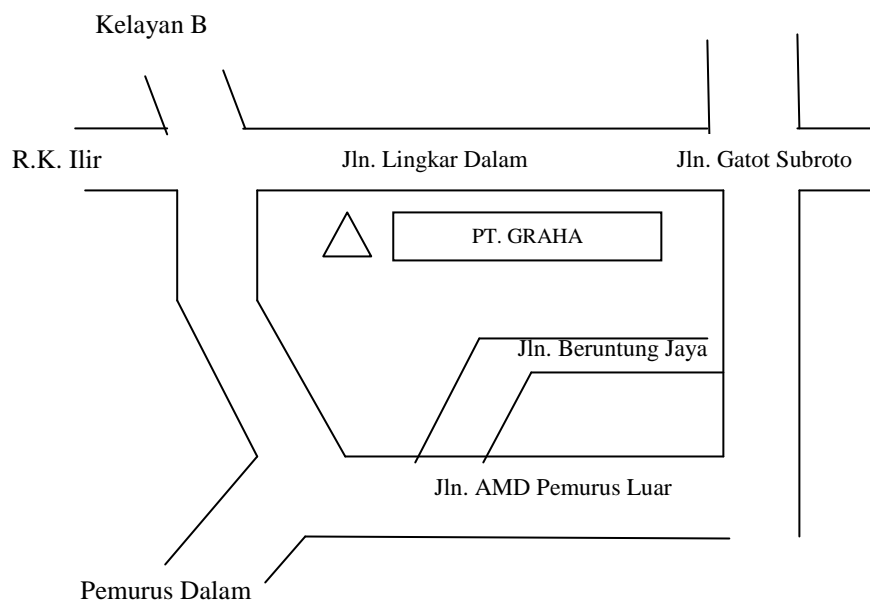 Kelayan B
R.K. Ilir
Jln. Lingkar Dalam
Jln. Gatot Subroto
PT. GRAHA
Jln. Beruntung Jaya
Jln. AMD Pemurus Luar
Pemurus Dalam